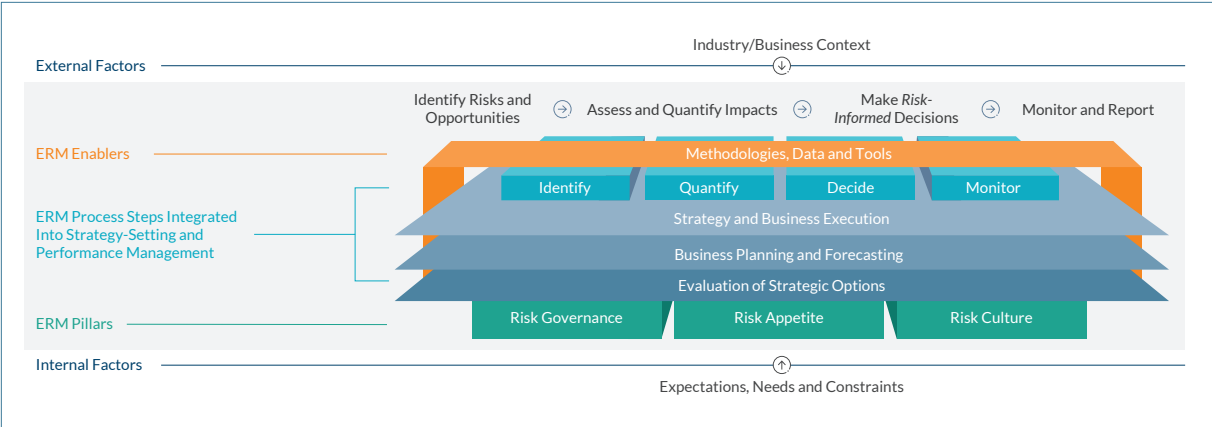 Industry/Business Context
External Factors
Identify Risks and
Opportunities
Assess and Quantify Impacts
Make Risk-
Informed Decisions
Monitor and Report
ERM Enablers
Methodologies, Data and Tools
Identify
Quantify
Decide
Monitor
ERM Process Steps Integrated
Into Strategy-Setting and
Performance Management
Strategy and Business Execution
Business Planning and Forecasting
Evaluation of Strategic Options
ERM Pillars
Risk Governance
Risk Appetite
Risk Culture
Internal Factors
Expectations, Needs and Constraints